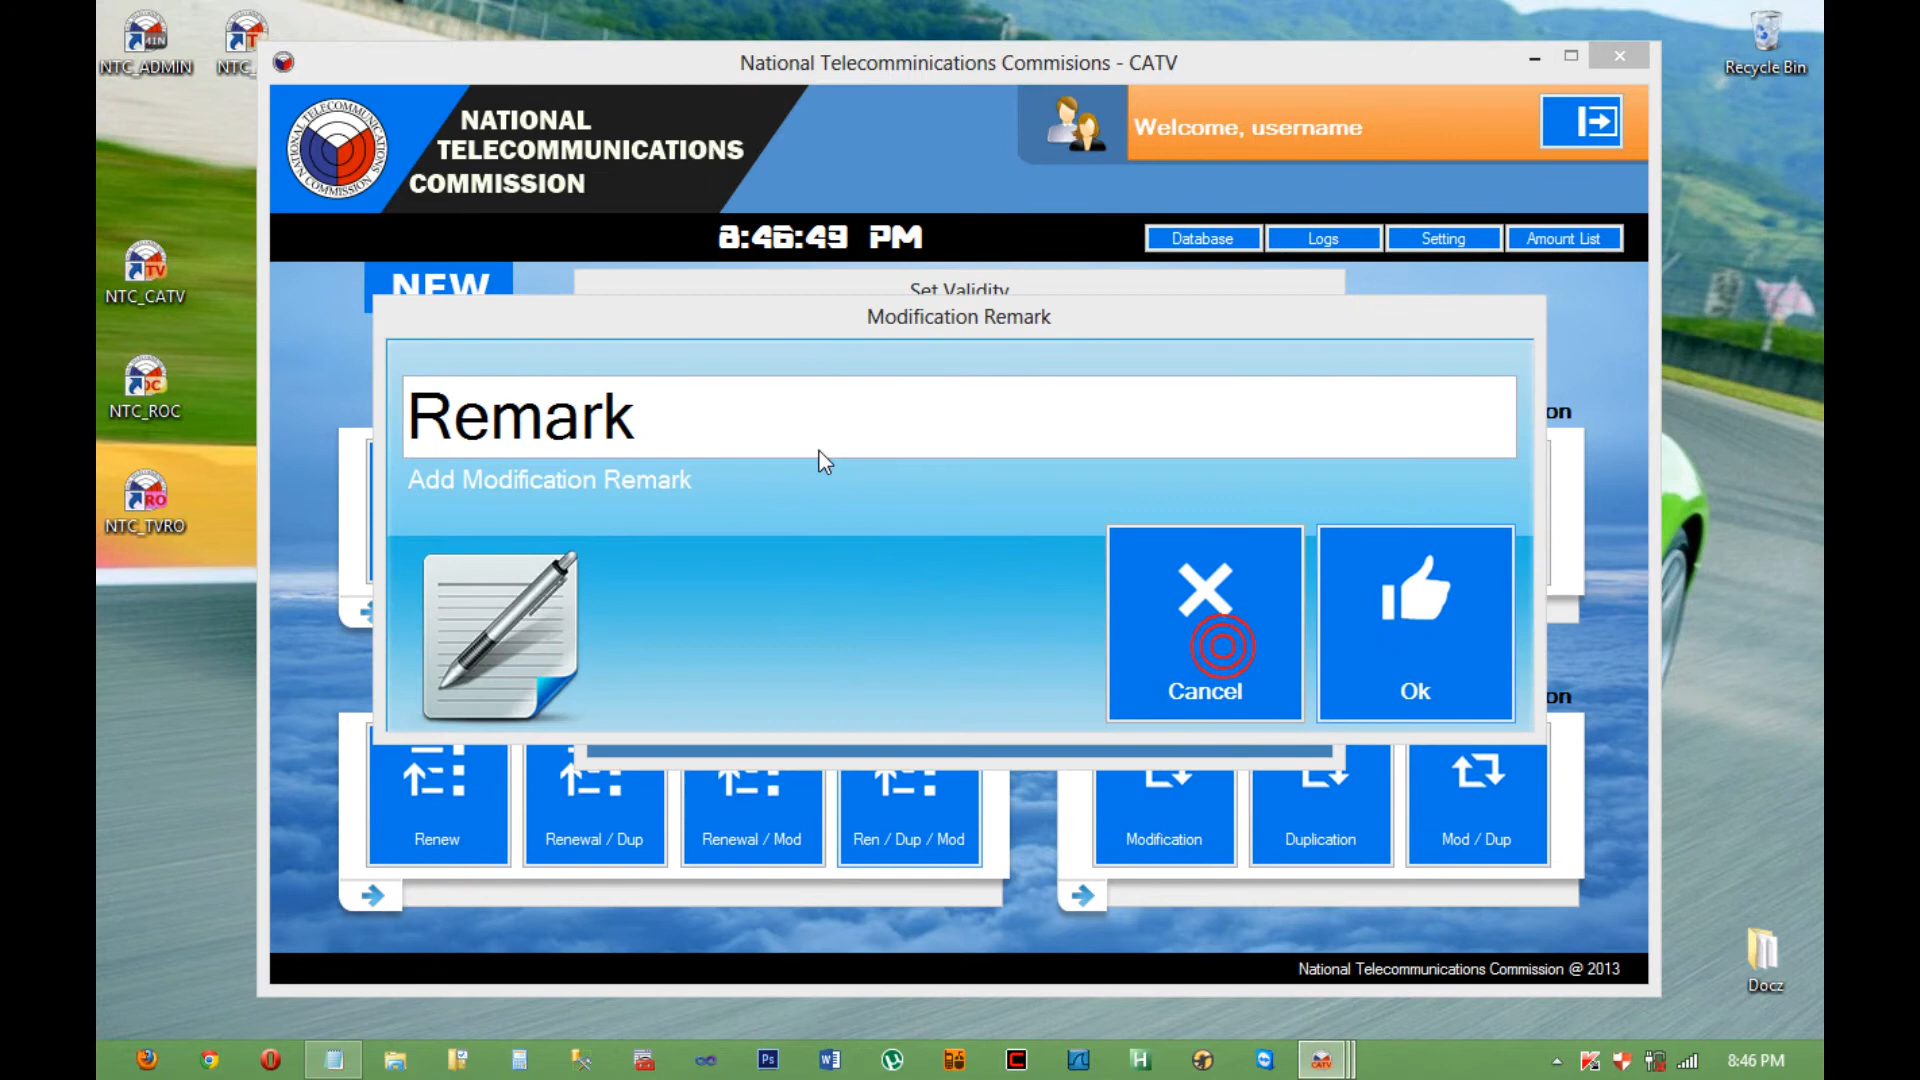 NTC_ADMIN
NTC_
Recycle Bin
National Telecomminications Commisions - CATV
NATIONAL TELECOMMUNICATIONS COMMISSION
NATIONAL
TELECOMMUNICATIONS
COMMISSION
Welcome, username
8:46:49 PM
Database
Logs
Setting
Amount List
NTC_CATV
NTC_ROC
NTC_TVRO
NEW
Set Validity
Modification Remark
Remark
Add Modification Remark
Cancel
Ok
on
on
Renew
Renewal / Dup
Renewal / Mod
Ren / Dup / Mod
Modification
Duplication
Mod / Dup
National Telecommunications Commission @ 2013
Docz
8:46 PM